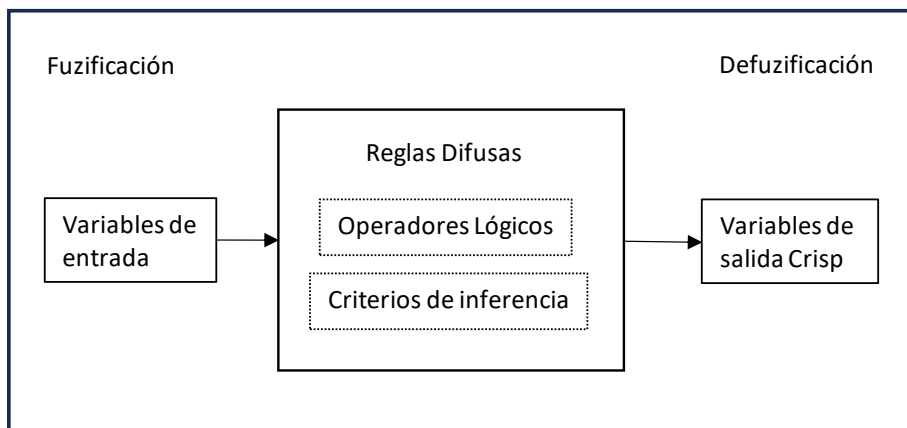 Fuzificación
Defuzificación
Reglas Difusas
Variables de
entrada
Operadores Lógicos
Criterios de inferencia
Variables de
salida Crisp